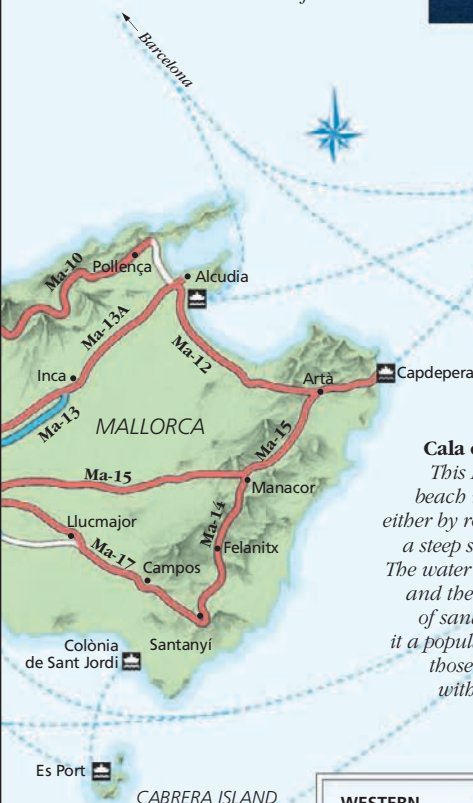 Barcelona
Ma-10
Pollença
Alcudia
Ma-13A
Ma-12
Inca
Artà
Capdepera
Ma-13
MALLORCA
Ma-15
Cala
This
beach
Ma-15
Manacor
either by
Llucmajor
Ma-14
a steep
Felanitx
Ma-17
Campos
The water
and the
of
Colònia
de Sant Jordi
Santanyí
it a
those
with
Es Port
CABRERA ISLAND
WESTERN